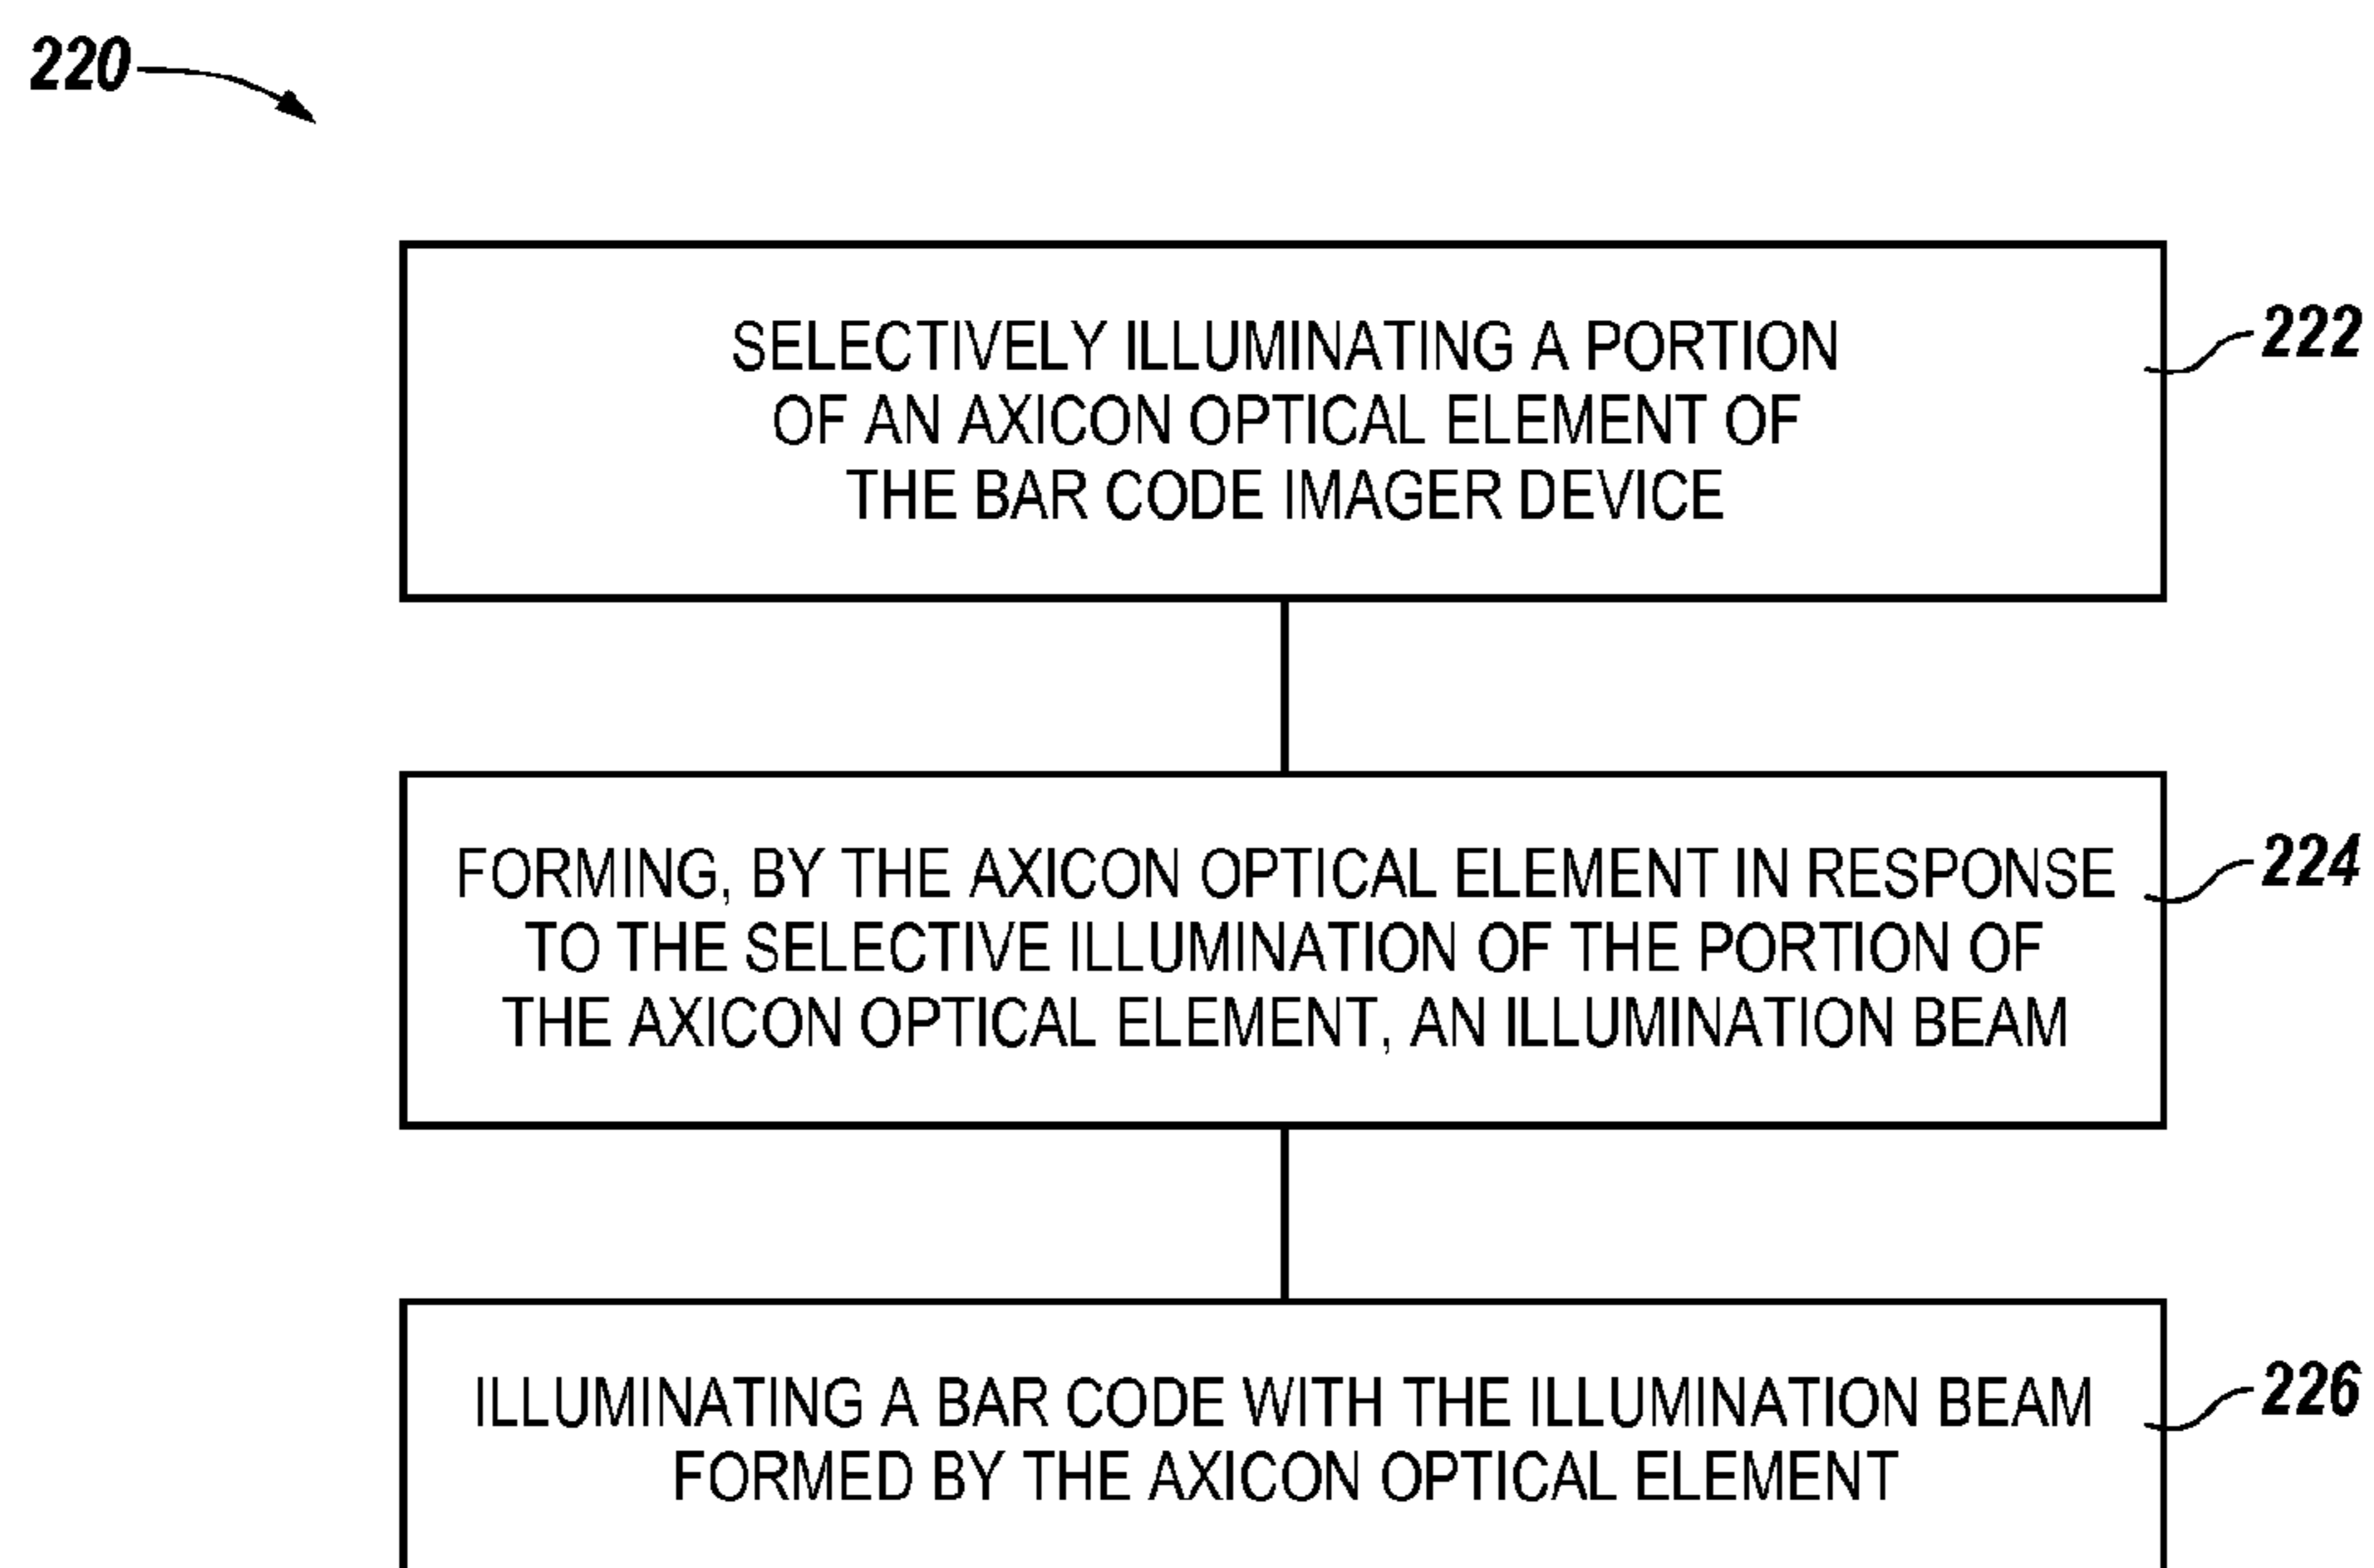 220
SELECTIVELY ILLUMINATING A PORTION
OF AN AXICON OPTICAL ELEMENT OF
THE BAR CODE IMAGER DEVICE
222
FORMING, BY THE AXICON OPTICAL ELEMENT IN RESPONSE
TO THE SELECTIVE ILLUMINATION OF THE PORTION OF
THE AXICON OPTICAL ELEMENT, AN ILLUMINATION BEAM
224
ILLUMINATING A BAR CODE WITH THE ILLUMINATION BEAM
FORMED BY THE AXICON OPTICAL ELEMENT
226